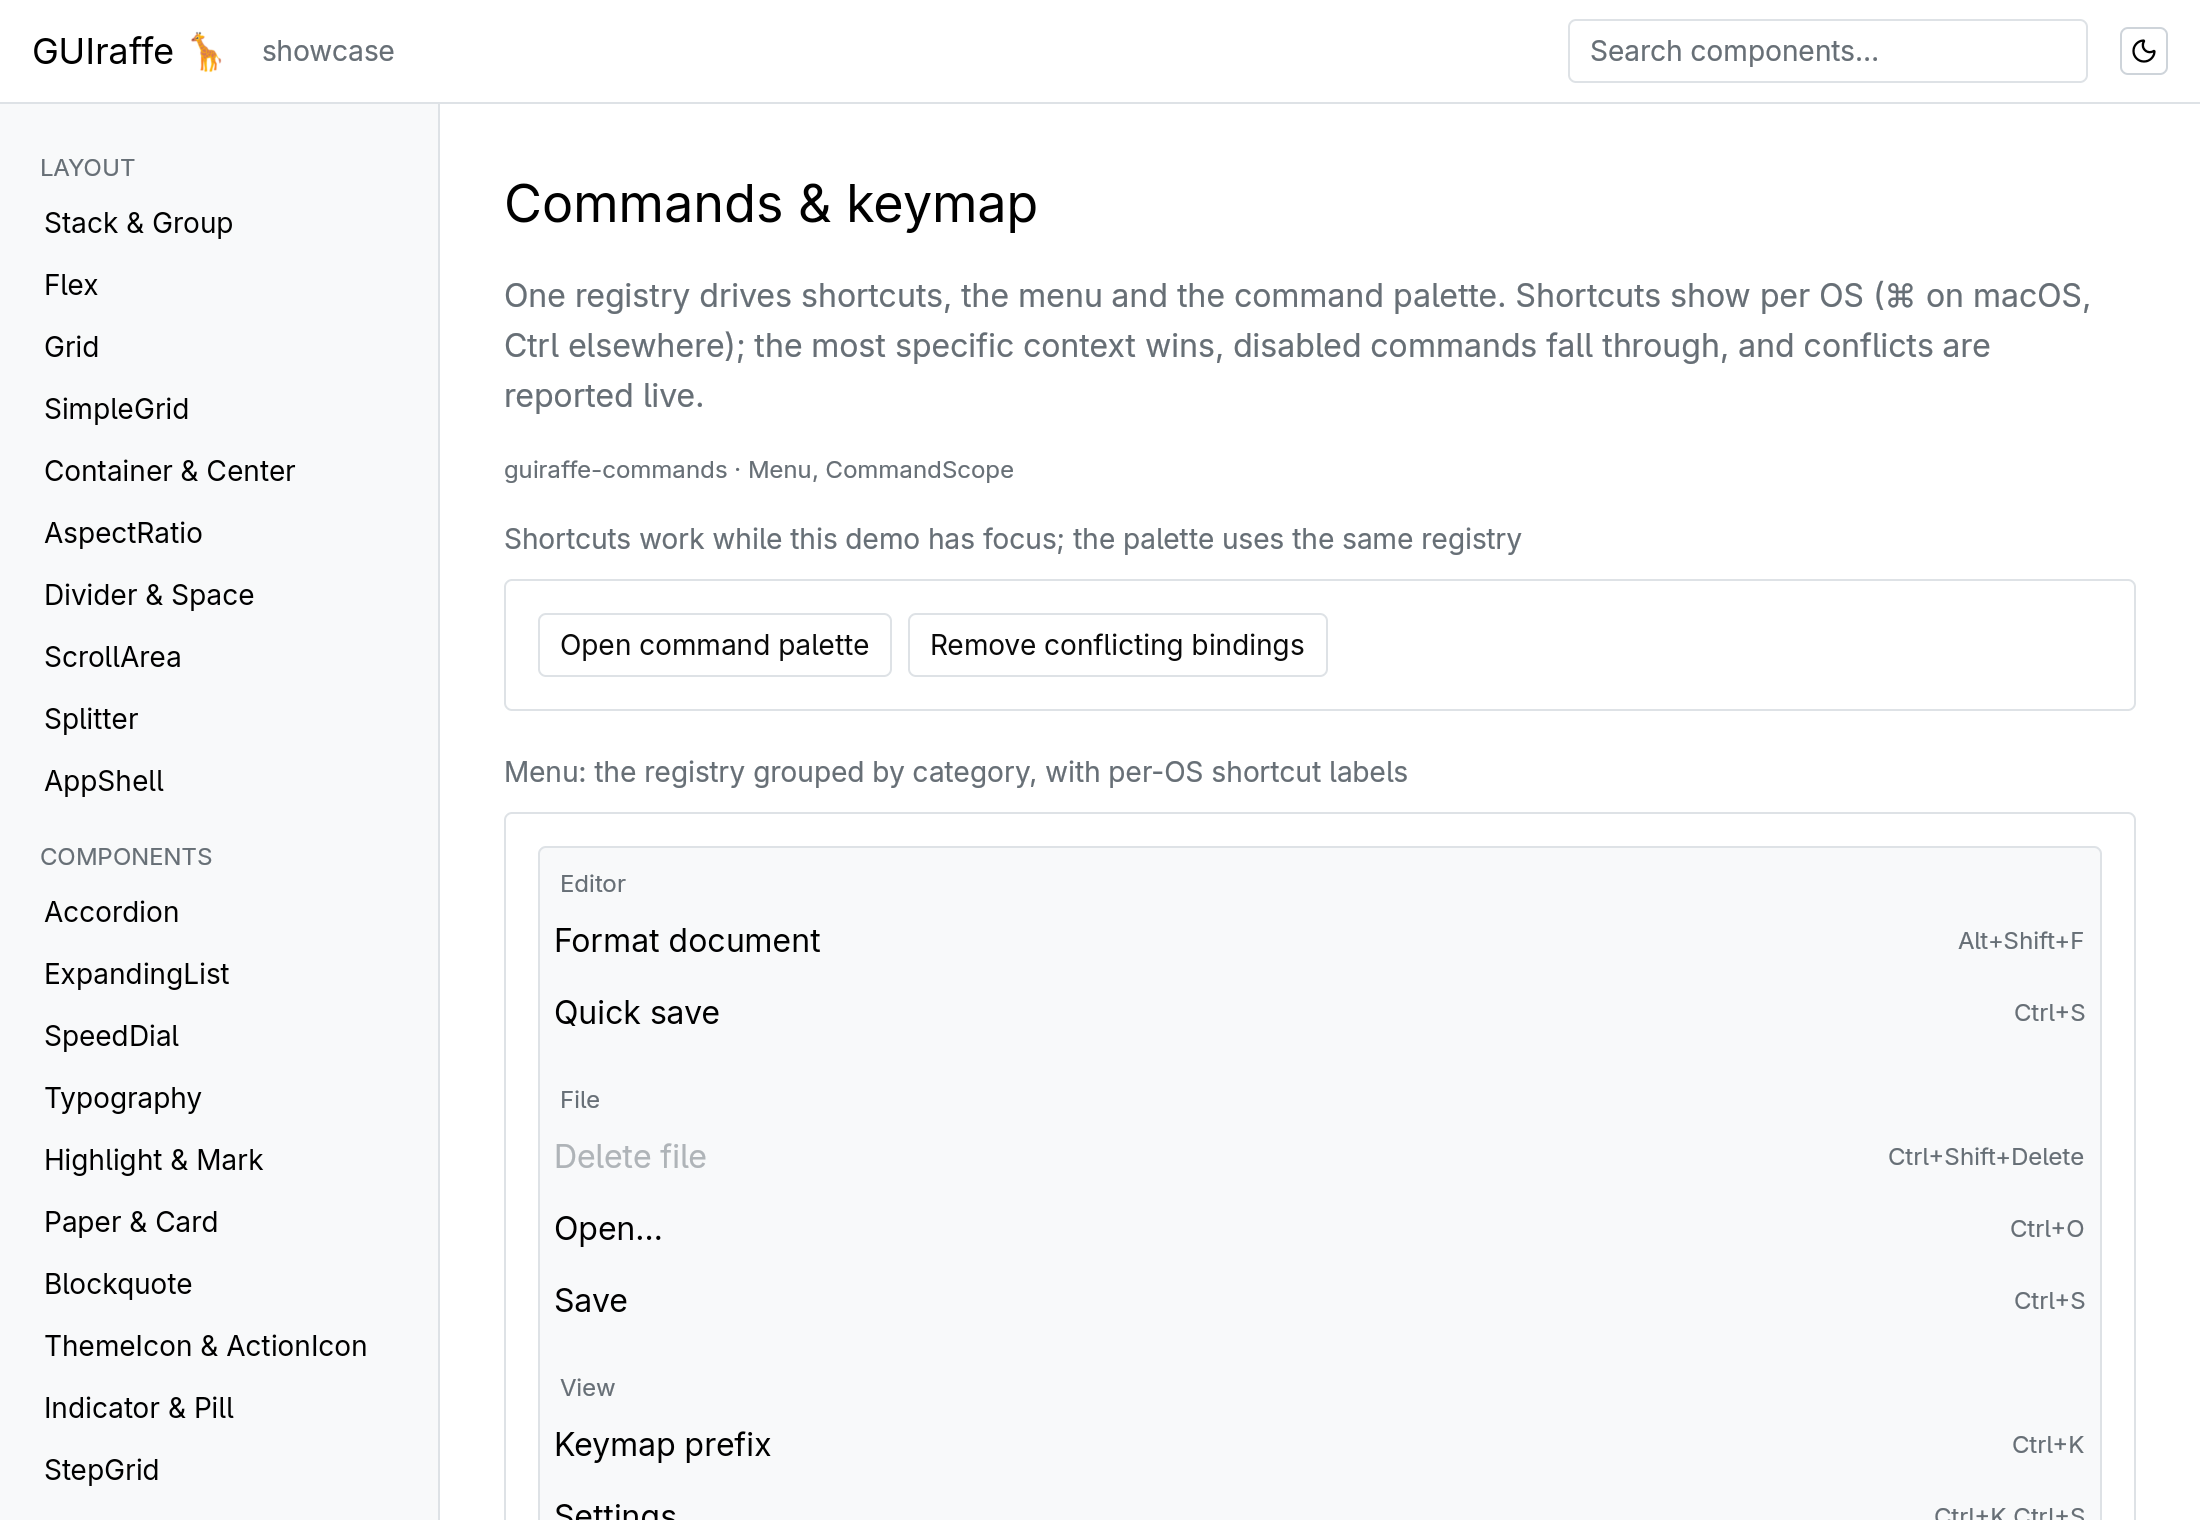 GUIraffe 🦒 showcase
Search components...
LAYOUT
Stack & Group
Flex
Grid
SimpleGrid
Container & Center
AspectRatio
Divider & Space
ScrollArea
Splitter
AppShell
COMPONENTS
Accordion
ExpandingList
SpeedDial
Typography
Highlight & Mark
Paper & Card
Blockquote
ThemeIcon & ActionIcon
Indicator & Pill
StepGrid
Commands & keymap
One registry drives shortcuts, the menu and the command palette. Shortcuts show per OS (⌘ on macOS,
Ctrl elsewhere); the most specific context wins, disabled commands fall through, and conflicts are
reported live.
guiraffe-commands · Menu, CommandScope
Shortcuts work while this demo has focus; the palette uses the same registry
Open command palette
Remove conflicting bindings
Menu: the registry grouped by category, with per-OS shortcut labels
Editor
Format document Alt+Shift+F
Quick save Ctrl+S
File
Delete file Ctrl+Shift+Delete
Open... Ctrl+O
Save Ctrl+S
View
Keymap prefix Ctrl+K
Settings Ctrl+K Ctrl+S